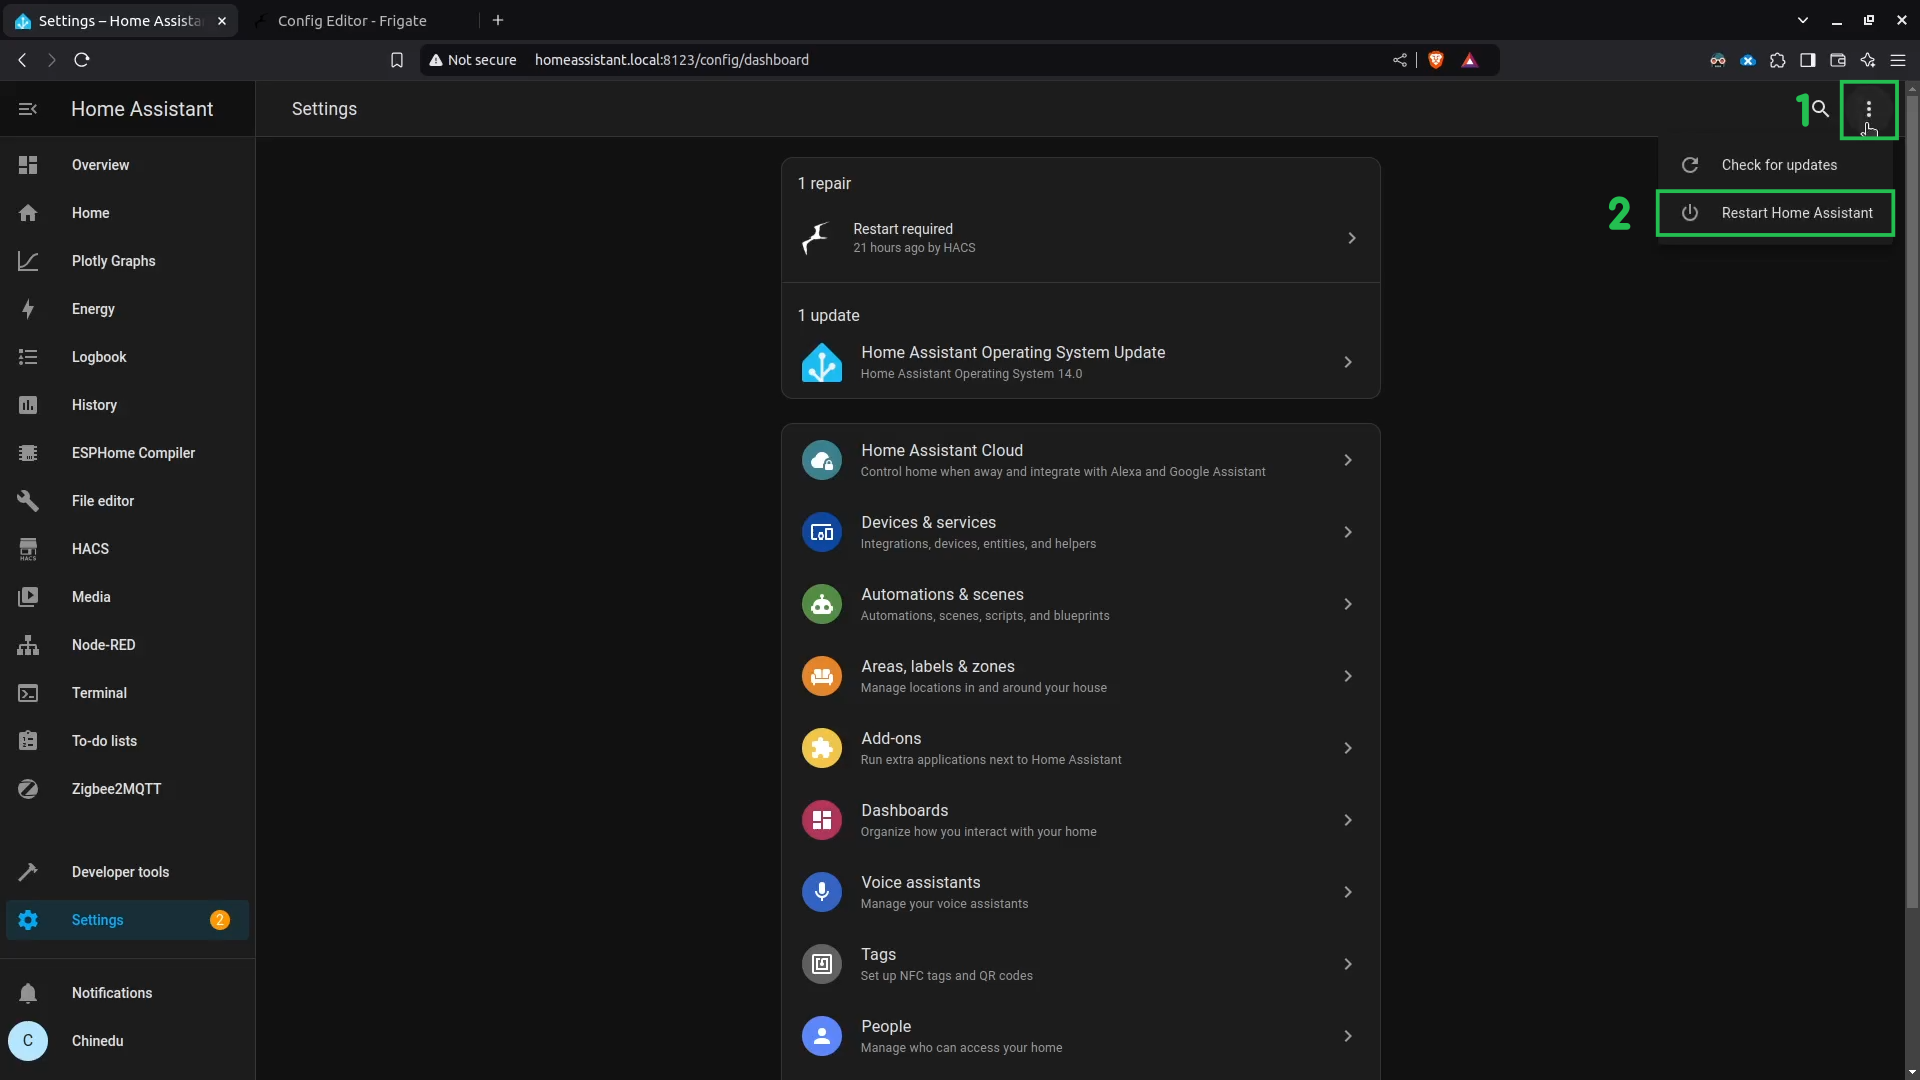 Settings – Home Assista
Config Editor - Frigate
Not secure
homeassistant.local:8123/config/dashboard
Home Assistant
Settings
1
Overview
Home
Plotly Graphs
Energy
Logbook
History
ESPHome Compiler
File editor
HACS
HACS
Media
Node-RED
Terminal
To-do lists
Zigbee2MQTT
Developer tools
Settings
2
Notifications
C
Chinedu
1 repair
Restart required
21 hours ago by HACS
1 update
Home Assistant Operating System Update
Home Assistant Operating System 14.0
Home Assistant Cloud
Control home when away and integrate with Alexa and Google Assistant
Devices & services
Integrations, devices, entities, and helpers
Automations & scenes
Automations, scenes, scripts, and blueprints
Areas, labels & zones
Manage locations in and around your house
Add-ons
Run extra applications next to Home Assistant
Dashboards
Organize how you interact with your home
Voice assistants
Manage your voice assistants
Tags
Set up NFC tags and QR codes
People
Manage who can access your home
Check for updates
2
Restart Home Assistant